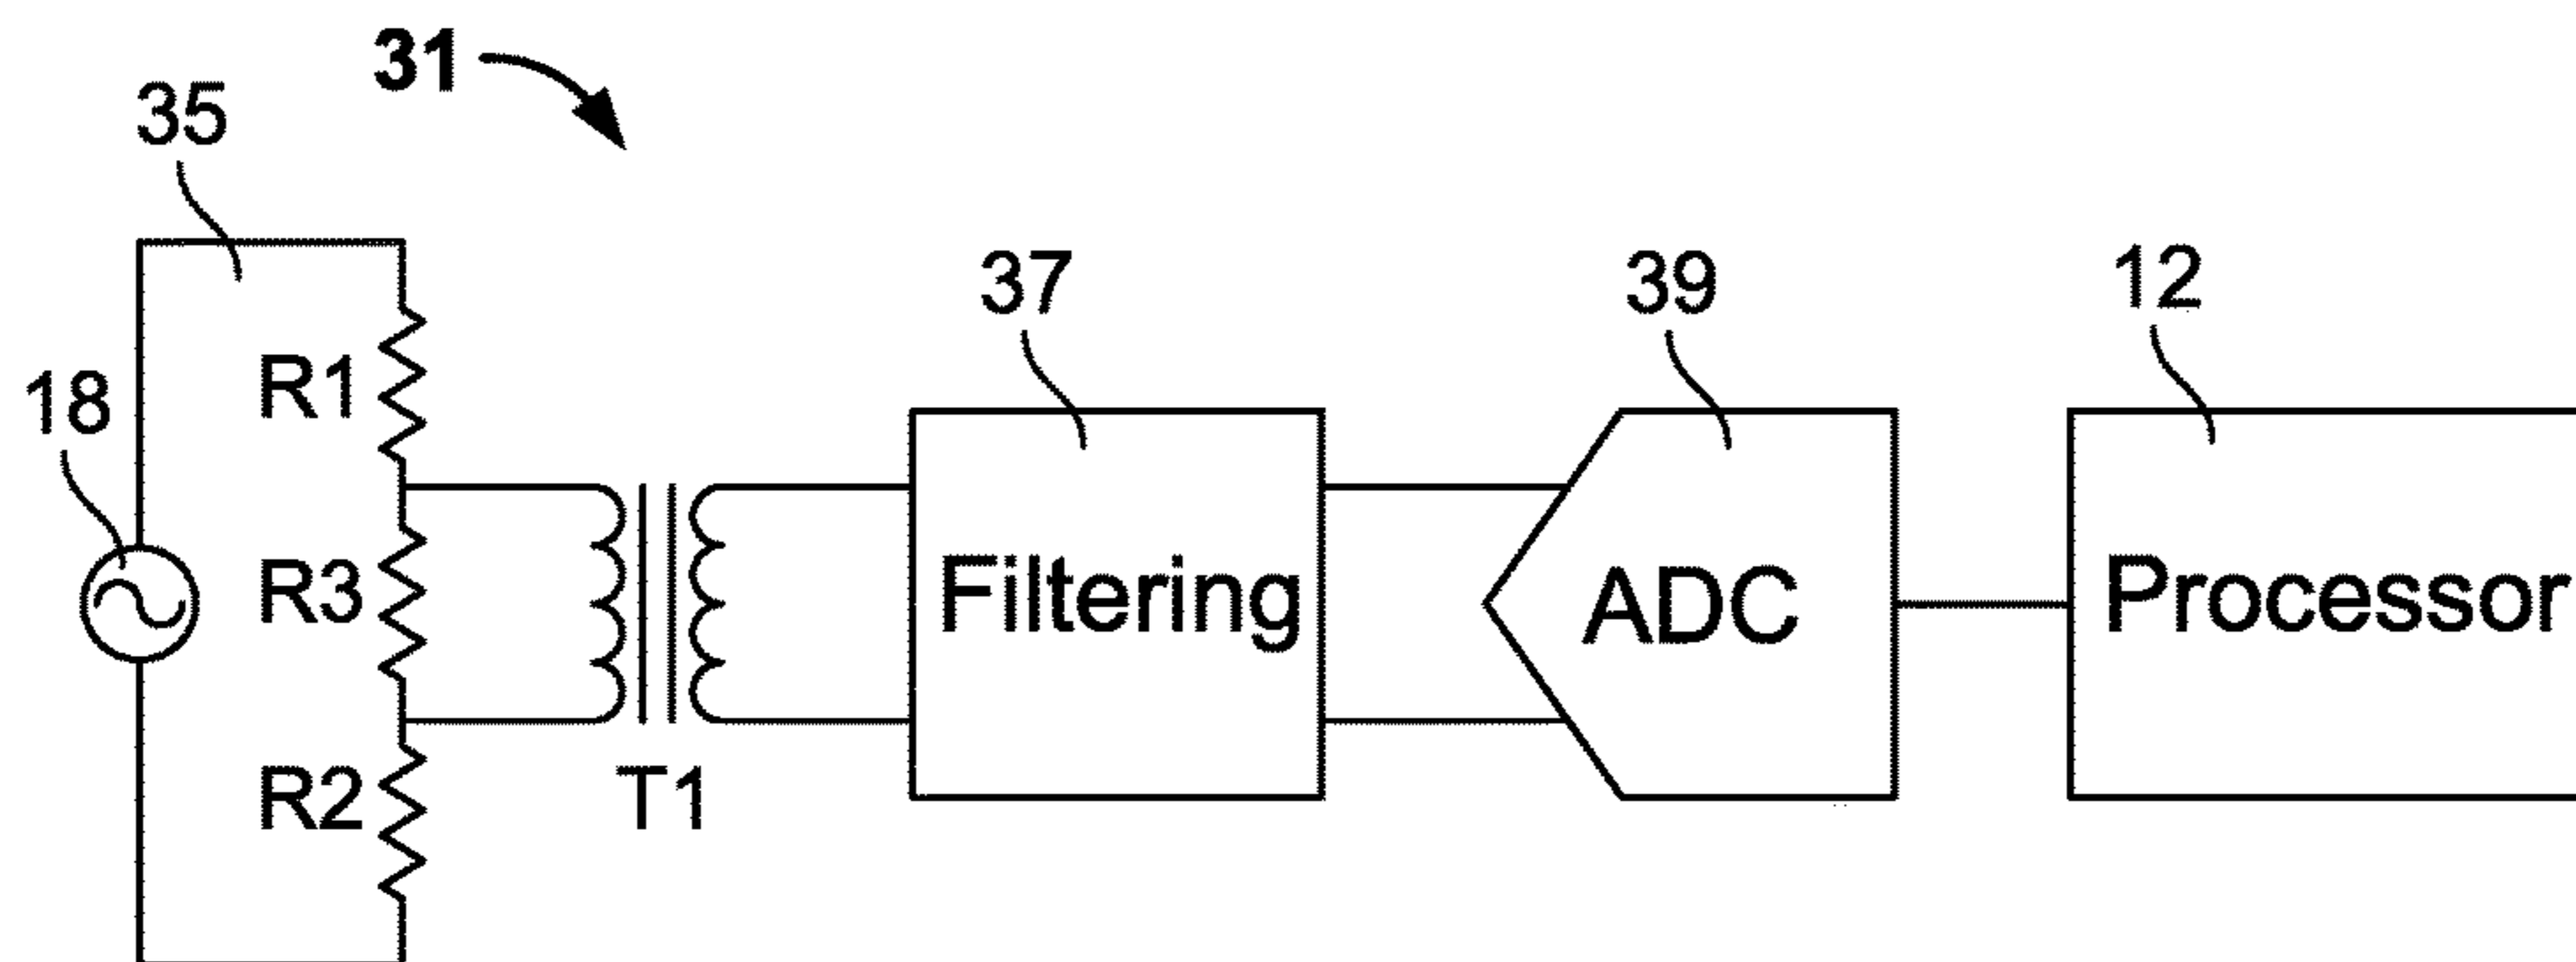 31
35
37
39
12
18
R1
R3
Filtering
ADC
Processor
R2
T1